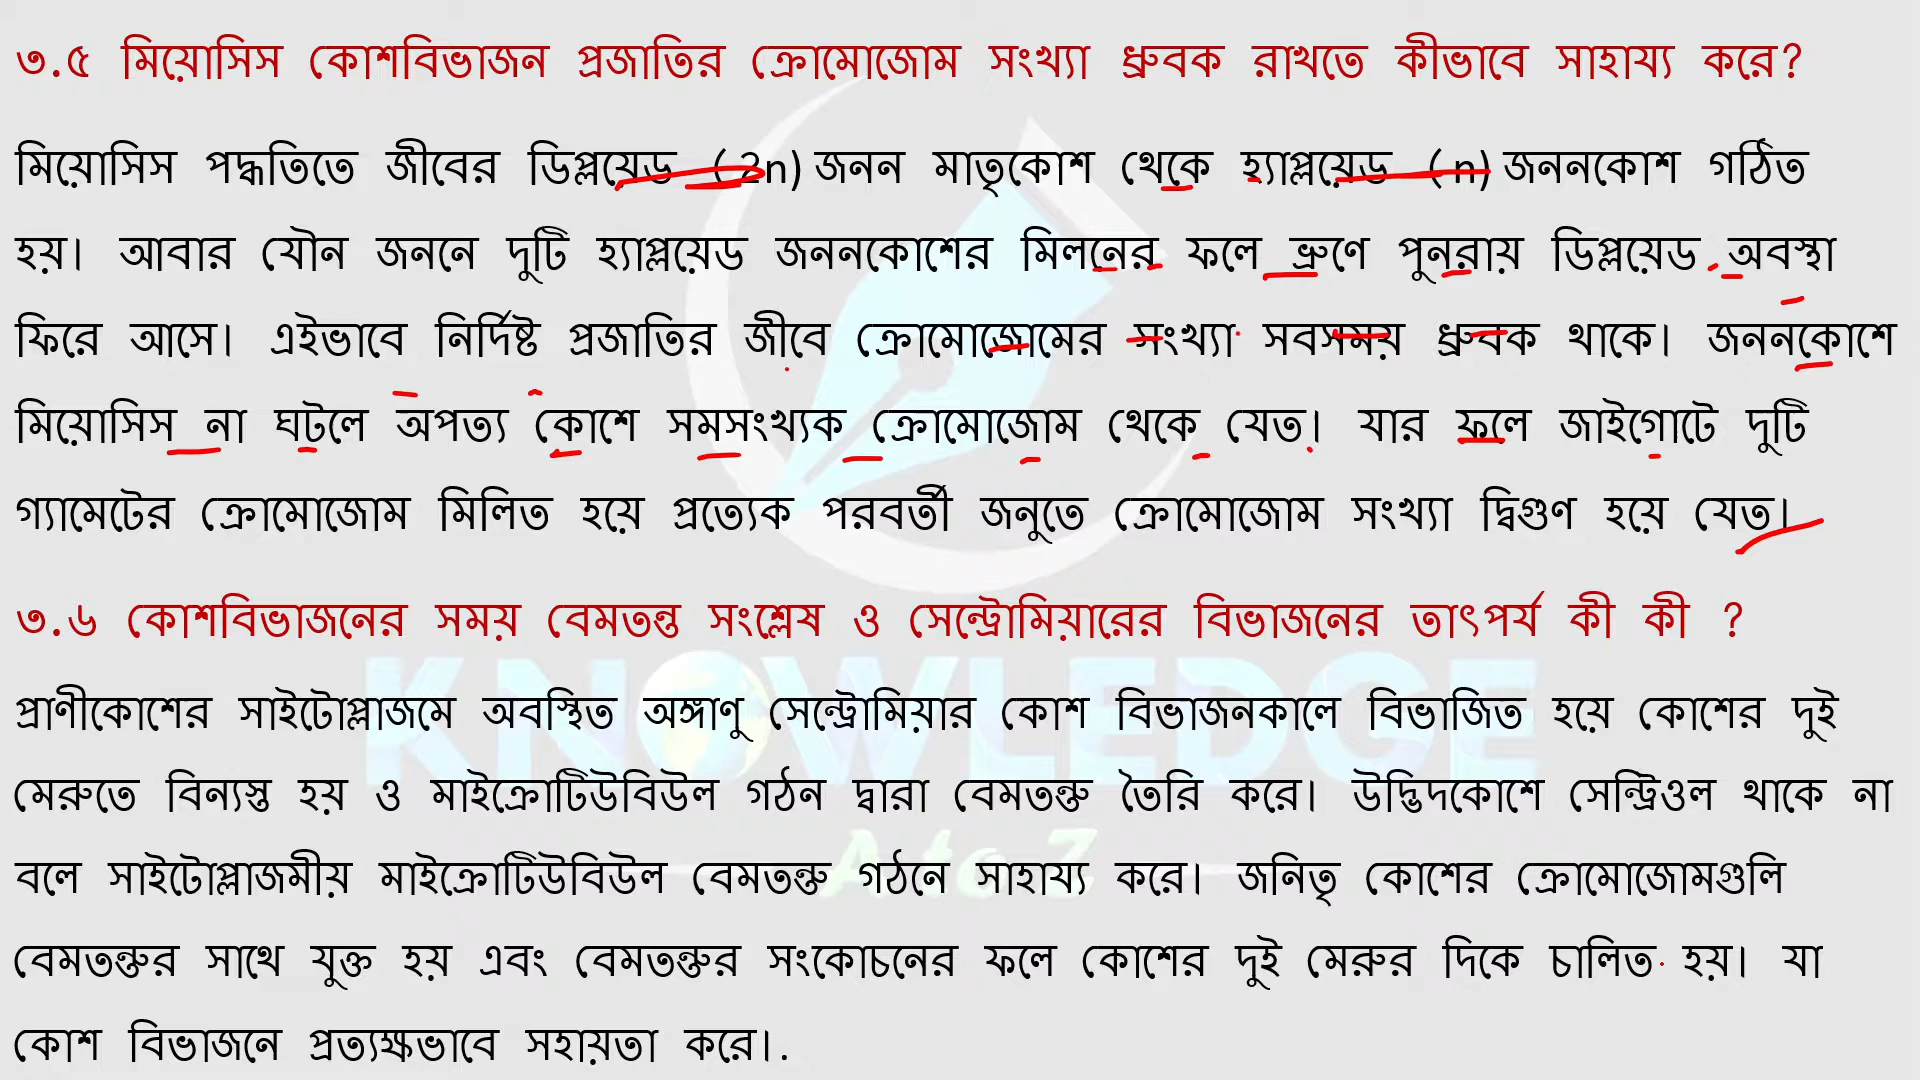 ৩.৫ মিয়োসিস কোশবিভাজন প্রজাতির ক্রোমোজোম সংখ্যা ধ্রুবক রাখতে কীভাবে সাহায্য করে?
মিয়োসিস পদ্ধতিতে জীবের ডিপ্লয়েড (2n) জনন মাতৃকোশ থেকে হ্যাপ্লয়েড (n) জননকোশ গঠিত
হয়। আবার যৌন জননে দুটি হ্যাপ্লয়েড জননকোশের মিলনের ফলে ভ্রুণে পুনরায় ডিপ্লয়েড অবস্থা
ফিরে আসে। এইভাবে নির্দিষ্ট প্রজাতির জীবে ক্রোমোজোমের সংখ্যা সবসময় ধ্রুবক থাকে। জননকোশে
মিয়োসিস না ঘটলে অপত্য কোশে সমসংখ্যক ক্রোমোজোম থেকে যেত। যার ফলে জাইগোটে দুটি
গ্যামেটের ক্রোমোজোম মিলিত হয়ে প্রত্যেক পরবর্তী জনুতে ক্রোমোজোম সংখ্যা দ্বিগুণ হয়ে যেত।
৩.৬ কোশবিভাজনের সময় বেমতন্ত সংশ্লেষ ও সেন্ট্রোমিয়ারের বিভাজনের তাৎপর্য কী কী ?
প্রাণীকোশের সাইটোপ্লাজমে অবস্থিত অঙ্গাণু সেন্ট্রোমিয়ার কোশ বিভাজনকালে বিভাজিত হয়ে কোশের দুই
মেরুতে বিন্যস্ত হয় ও মাইক্রোটিউবিউল গঠন দ্বারা বেমতন্তু তৈরি করে। উদ্ভিদকোশে সেন্ট্রিওল থাকে না
বলে সাইটোপ্লাজমীয় মাইক্রোটিউবিউল বেমতন্তু গঠনে সাহায্য করে। জনিতৃ কোশের ক্রোমোজোমগুলি
বেমতন্তুর সাথে যুক্ত হয় এবং বেমতন্তুর সংকোচনের ফলে কোশের দুই মেরুর দিকে চালিত হয়। যা
কোশ বিভাজনে প্রত্যক্ষভাবে সহায়তা করে।.
KNOWLEDGE
A to Z